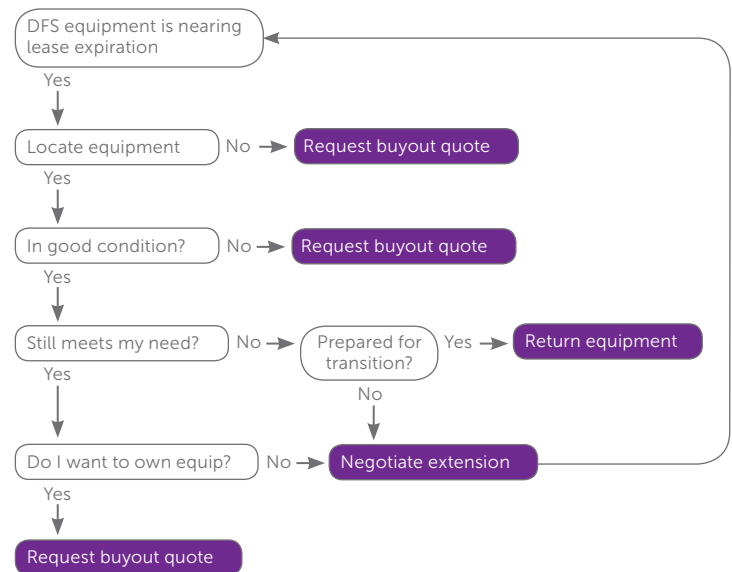 DFS equipment is nearing
lease expiration
Yes
Locate equipment
No
Request buyout quote
Yes
In good condition?
No
Request buyout quote
Yes
Still meets my need?
No
Prepared for
transition?
Yes
Return equipment
Yes
No
Do I want to own equip?
No
Negotiate extension
Yes
Request buyout quote